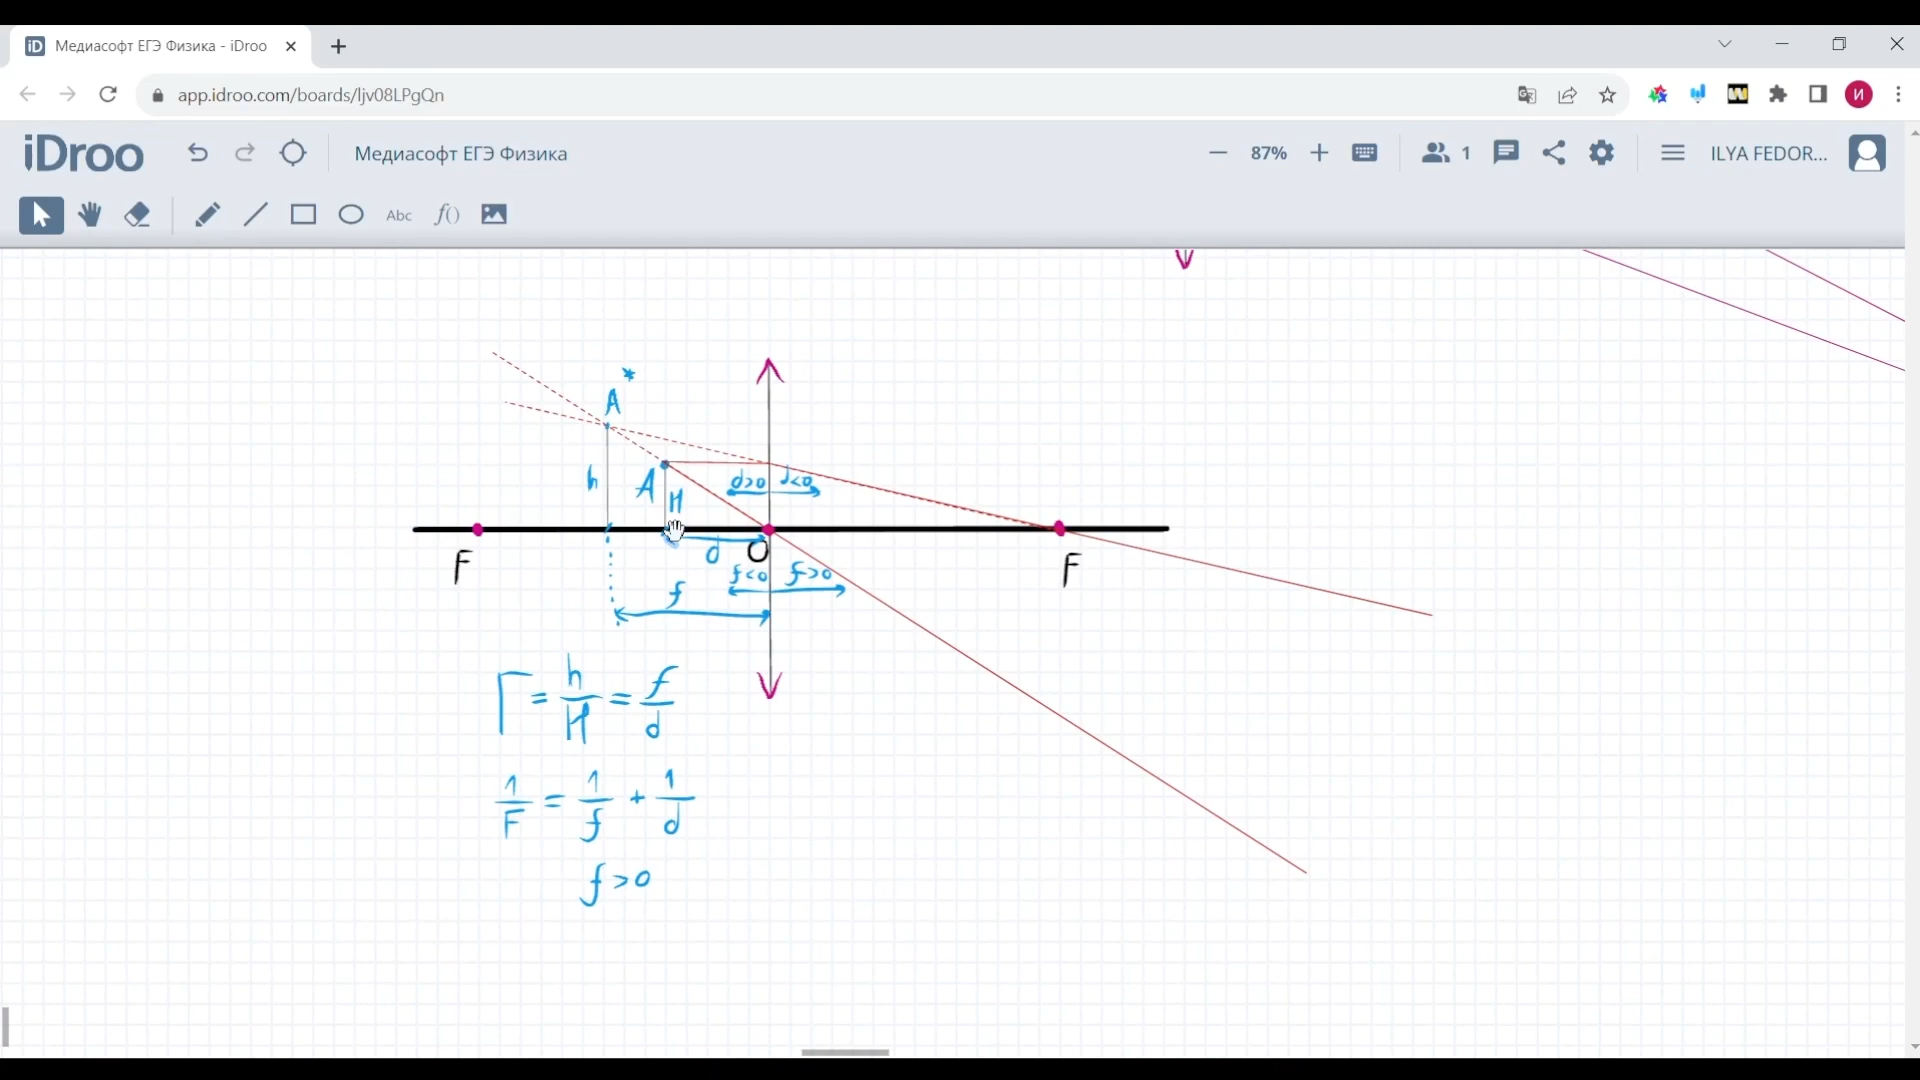 Медиасофт ЕГЭ Физика - iDroo
app.idroo.com/boards/ljv08LPgQn
И
iDroo
Медиасофт ЕГЭ Физика
87%
1
ILYA FEDOR...
Abc
f()
A*
h
A
H
d>0 d<0
F
d
O
F
f<0 f>0
f
Г = h/H = f/d
1/F = 1/f + 1/d
f>0